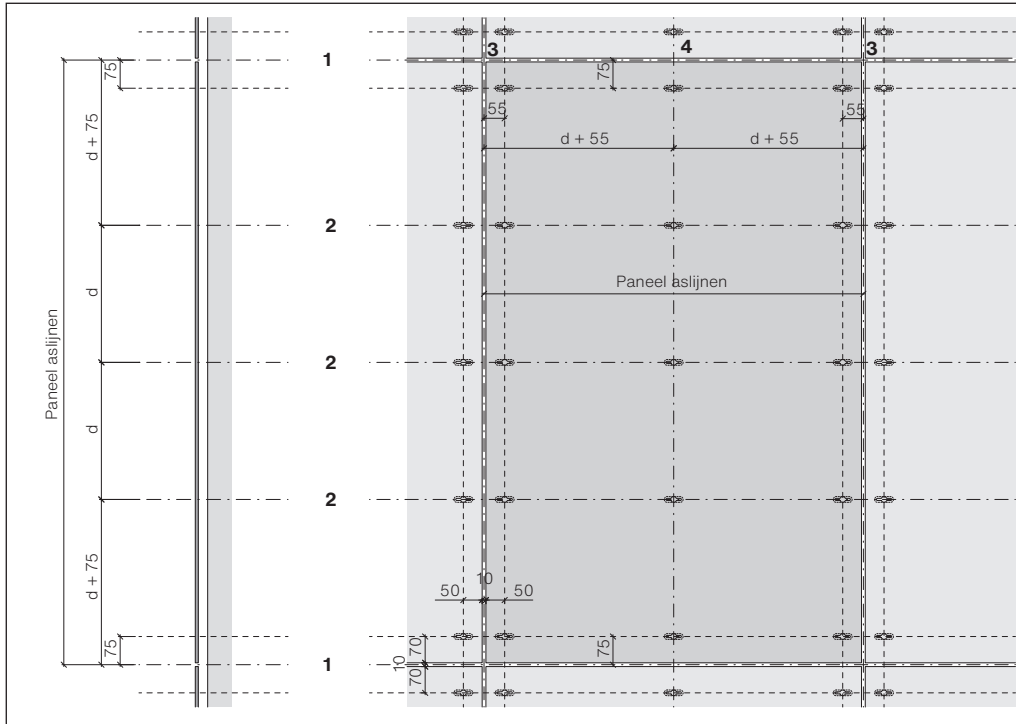 3 4 3
1
75 75
55 55
d + 75 d + 55 d + 55
2
d Paneel aslijnen
Paneel aslijnen 2
d
2
d + 75 10
50 50
75 70 75
1 10
70